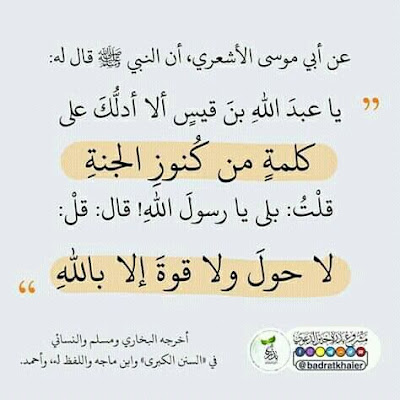 عن أبي موسى الأشعري، أن النبي ﷺ قال له:
" يا عبدَ اللهِ بنَ قيسٍ ألا أدلُّكَ على
كلمةٍ من كُنوزِ الجنةِ
قلْتُ: بلى يا رسولَ اللهِ! قال: قلْ:
لا حولَ ولا قوةَ إلا باللهِ "
أخرجه البخاري ومسلم والنسائي
في «السنن الكبرى» وابن ماجه واللفظ له، وأحمد.
@badratkhaier